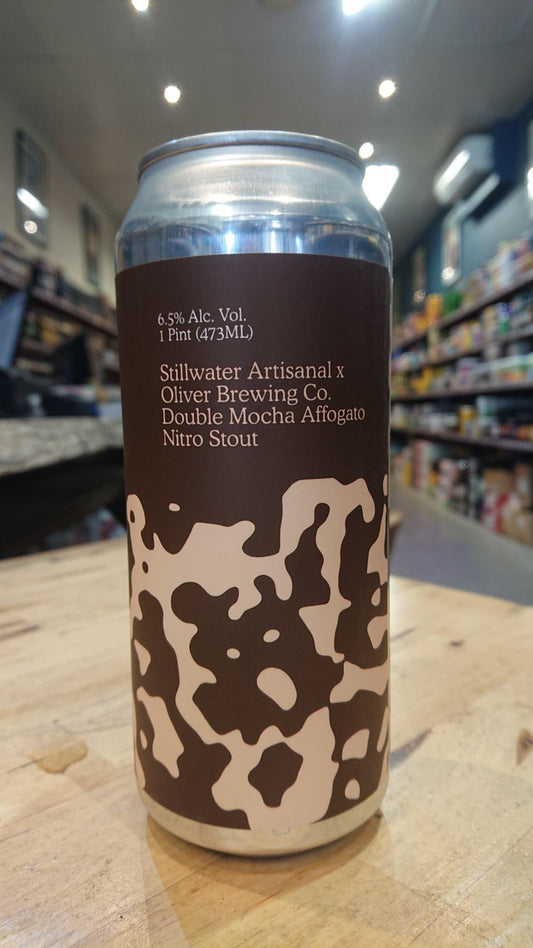 6.5% Alc. Vol.
1 Pint (473ML)
Stillwater Artisanal x
Oliver Brewing Co.
Double Mocha Affogato
Nitro Stout